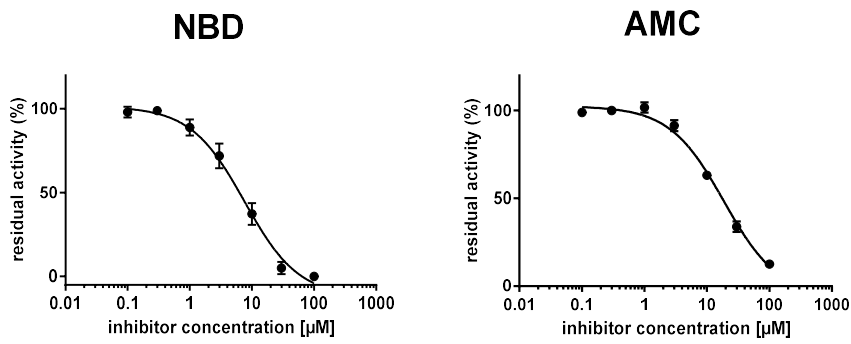 NBD
residual activity (%)
100
50
0
0.01 0.1 1 10 100 1000
inhibitor concentration [µM]
AMC
residual activity (%)
100
50
0
0.01 0.1 1 10 100 1000
inhibitor concentration [µM]